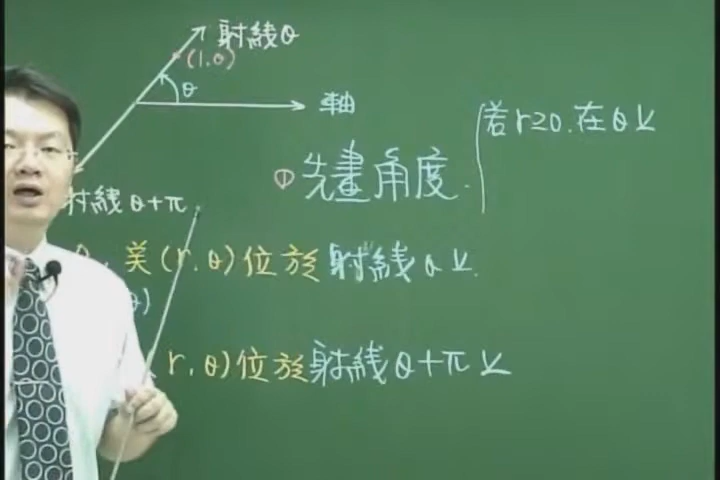 射線θ
(1,θ)
θ
軸
若r≥0,在θ上
①先畫角度.
射線θ+π
(r,θ)位於射線θ上.
θ)
r,θ)位於射線θ+π上